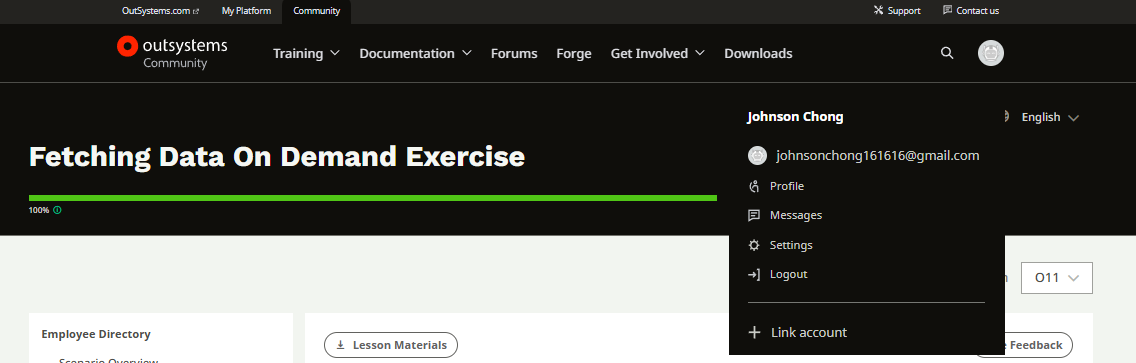 OutSystems.com My Platform Community Support Contact us
outsystems
Community
Training Documentation Forums Forge Get Involved Downloads
Johnson Chong
English
Fetching Data On Demand Exercise
johnsonchong161616@gmail.com
100%
Profile
Messages
Settings
Logout
O11
Employee Directory
Link account
Lesson Materials
Feedback
Scenario Overview